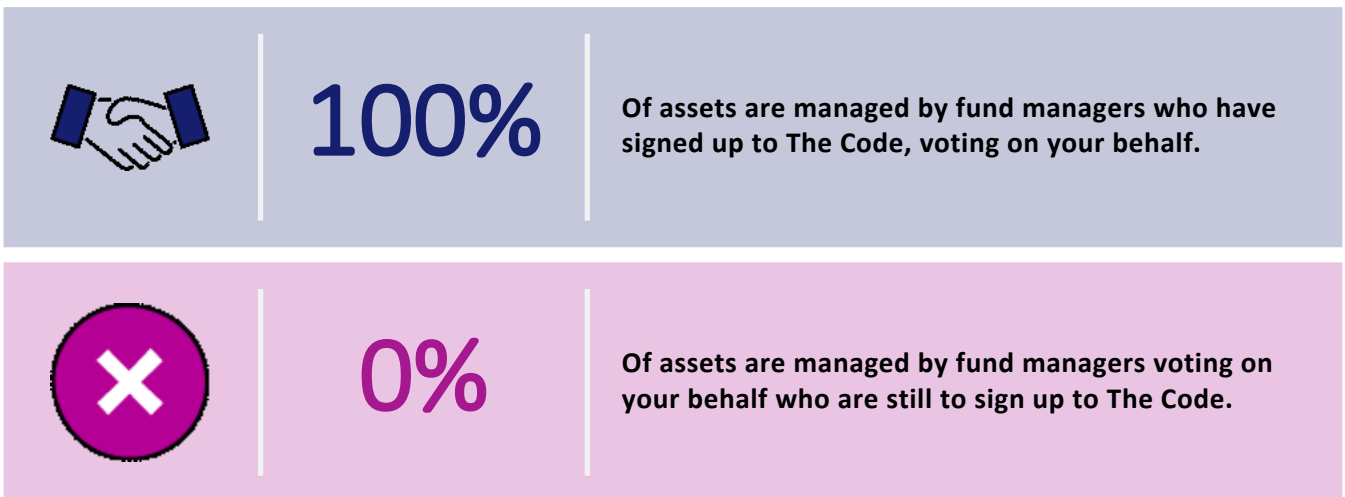 100%
Of assets are managed by fund managers who have
signed up to The Code, voting on your behalf.
0%
Of assets are managed by fund managers voting on
your behalf who are still to sign up to The Code.